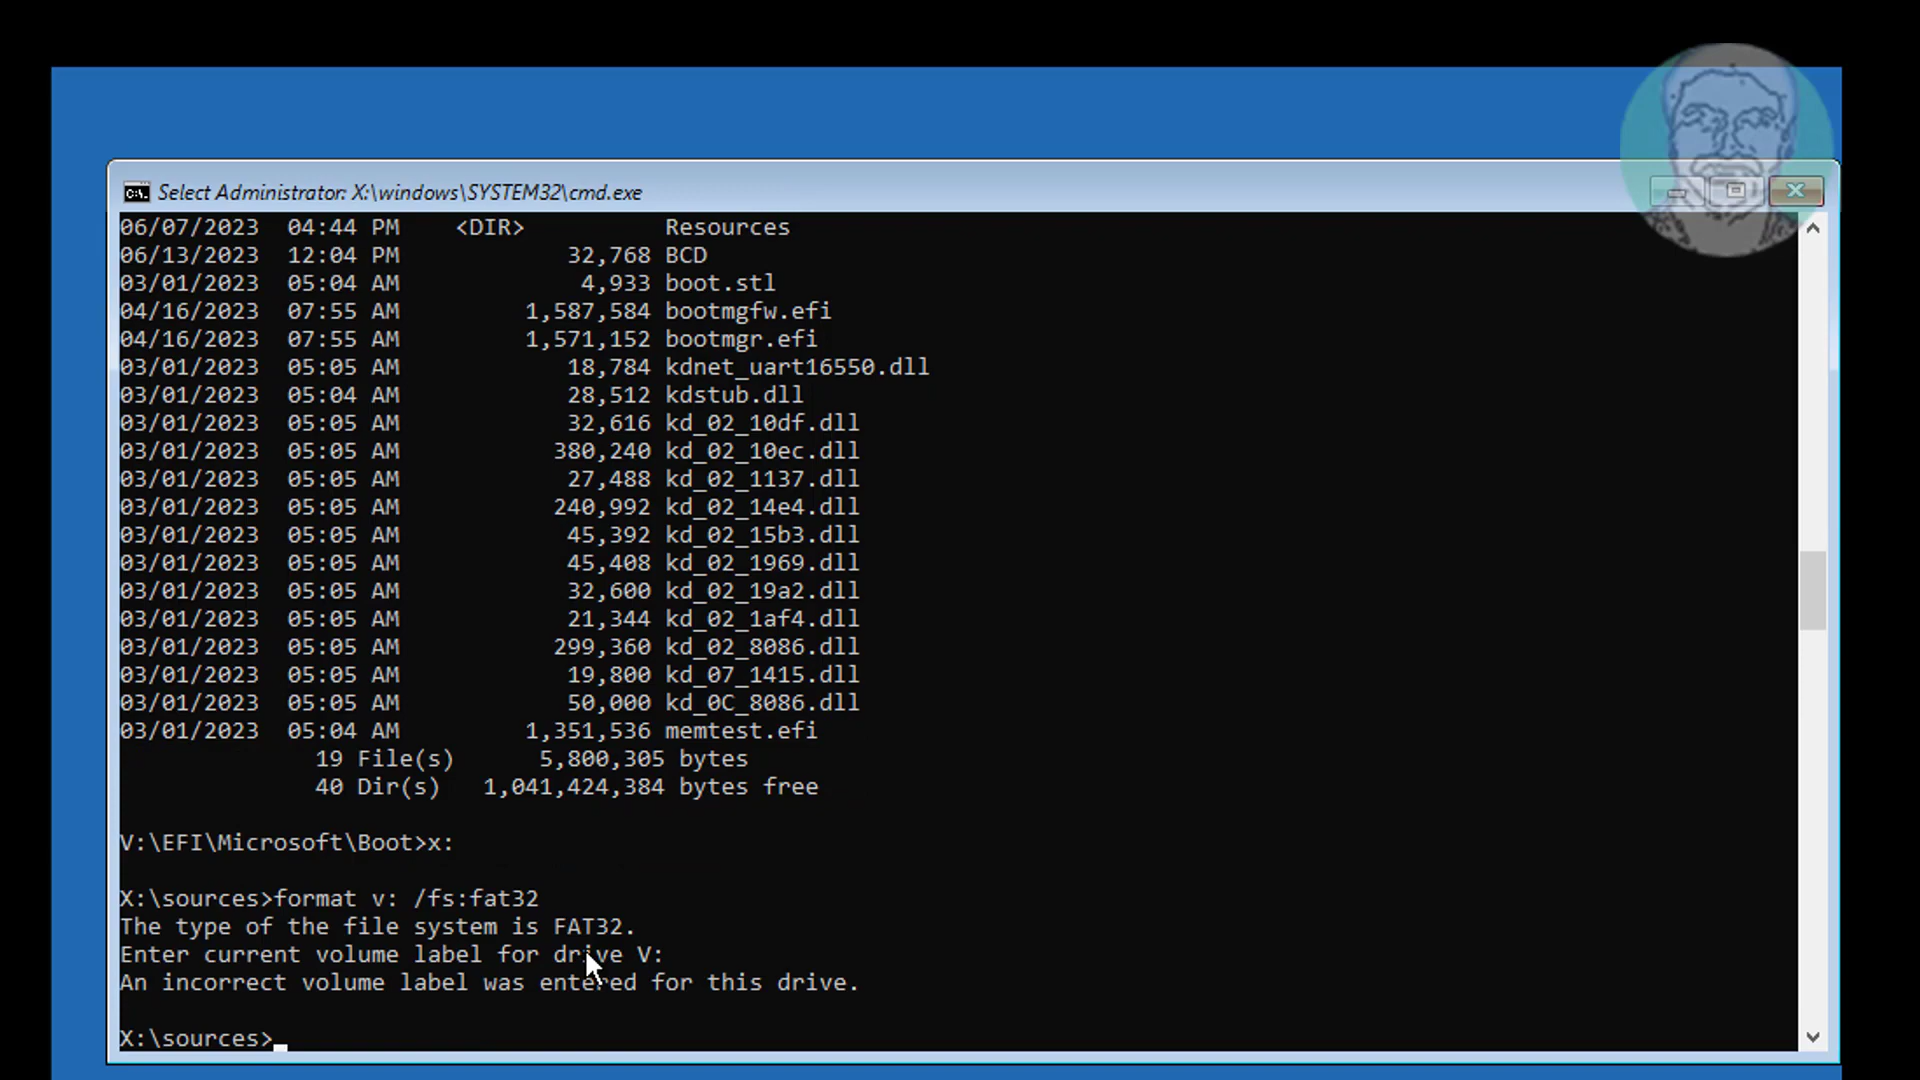 Select Administrator: X:\windows\SYSTEM32\cmd.exe
06/07/2023  04:44 PM    <DIR>          Resources
06/13/2023  12:04 PM            32,768 BCD
03/01/2023  05:04 AM             4,933 boot.stl
04/16/2023  07:55 AM         1,587,584 bootmgfw.efi
04/16/2023  07:55 AM         1,571,152 bootmgr.efi
03/01/2023  05:05 AM            18,784 kdnet_uart16550.dll
03/01/2023  05:04 AM            28,512 kdstub.dll
03/01/2023  05:05 AM            32,616 kd_02_10df.dll
03/01/2023  05:05 AM           380,240 kd_02_10ec.dll
03/01/2023  05:05 AM            27,488 kd_02_1137.dll
03/01/2023  05:05 AM           240,992 kd_02_14e4.dll
03/01/2023  05:05 AM            45,392 kd_02_15b3.dll
03/01/2023  05:05 AM            45,408 kd_02_1969.dll
03/01/2023  05:05 AM            32,600 kd_02_19a2.dll
03/01/2023  05:05 AM            21,344 kd_02_1af4.dll
03/01/2023  05:05 AM           299,360 kd_02_8086.dll
03/01/2023  05:05 AM            19,800 kd_07_1415.dll
03/01/2023  05:05 AM            50,000 kd_0C_8086.dll
03/01/2023  05:04 AM         1,351,536 memtest.efi
19 File(s)      5,800,305 bytes
40 Dir(s)   1,041,424,384 bytes free
V:\EFI\Microsoft\Boot>x:
X:\sources>format v: /fs:fat32
The type of the file system is FAT32.
Enter current volume label for drive V:
An incorrect volume label was entered for this drive.
X:\sources>